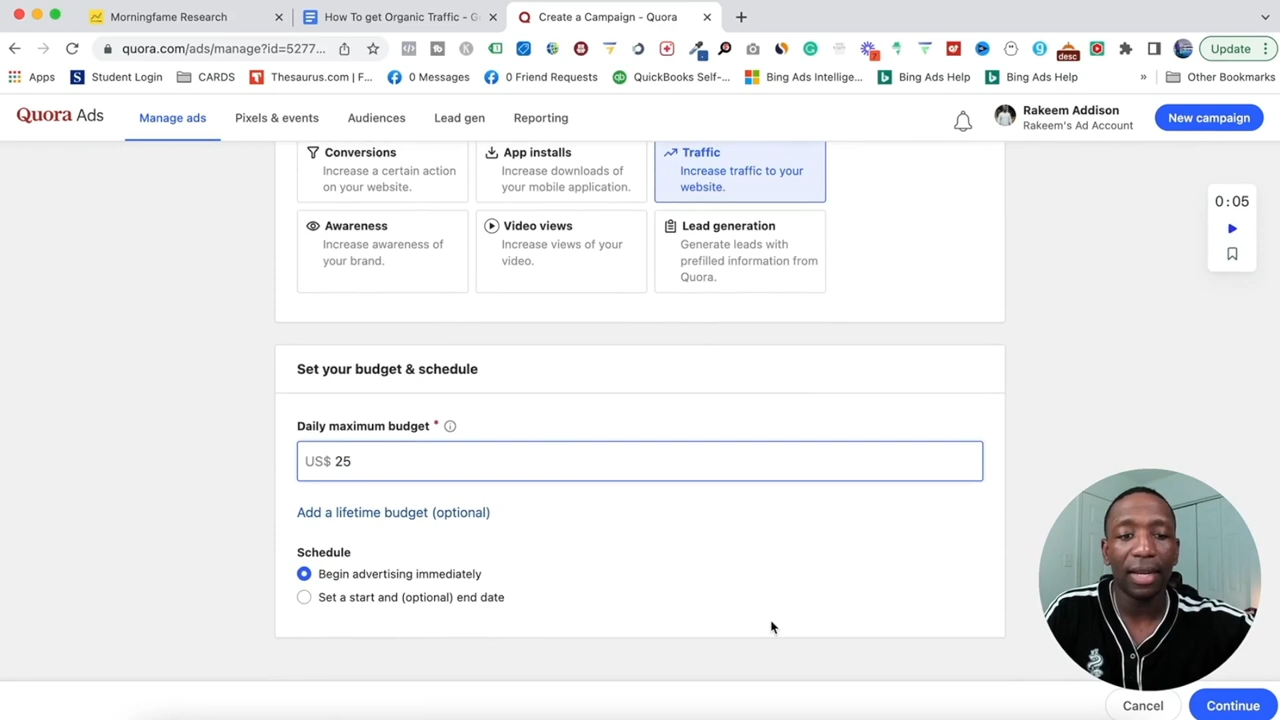 Morningfame Research
How To get Organic Traffic - G
Create a Campaign - Quora
quora.com/ads/manage?id=5277...
desc
Update
Apps
Student Login
CARDS
Thesaurus.com | F...
0 Messages
0 Friend Requests
QuickBooks Self-...
Bing Ads Intellige...
Bing Ads Help
Bing Ads Help
»
Other Bookmarks
Quora Ads
Manage ads
Pixels & events
Audiences
Lead gen
Reporting
Rakeem Addison
Rakeem's Ad Account
New campaign
Conversions
Increase a certain action
on your website.
App installs
Increase downloads of
your mobile application.
Traffic
Increase traffic to your
website.
Awareness
Increase awareness of
your brand.
Video views
Increase views of your
video.
Lead generation
Generate leads with
prefilled information from
Quora.
0:05
Set your budget & schedule
Daily maximum budget *
US$ 25
Add a lifetime budget (optional)
Schedule
Begin advertising immediately
Set a start and (optional) end date
Cancel
Continue